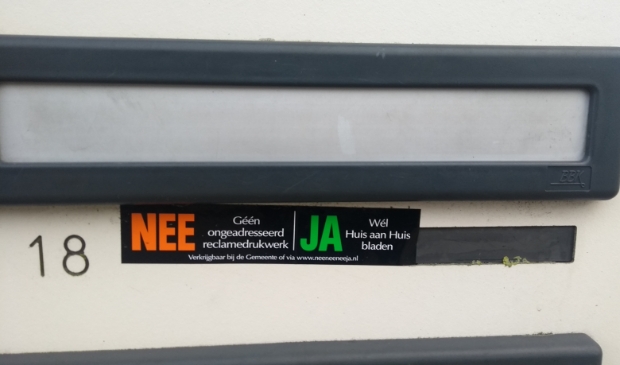 18
NEE
Géén
ongeadresseerd
reclamedrukwerk
JA
Wél
Huis aan Huis
bladen
Verkrijgbaar bij de Gemeente of via www.neeneeneeja.nl